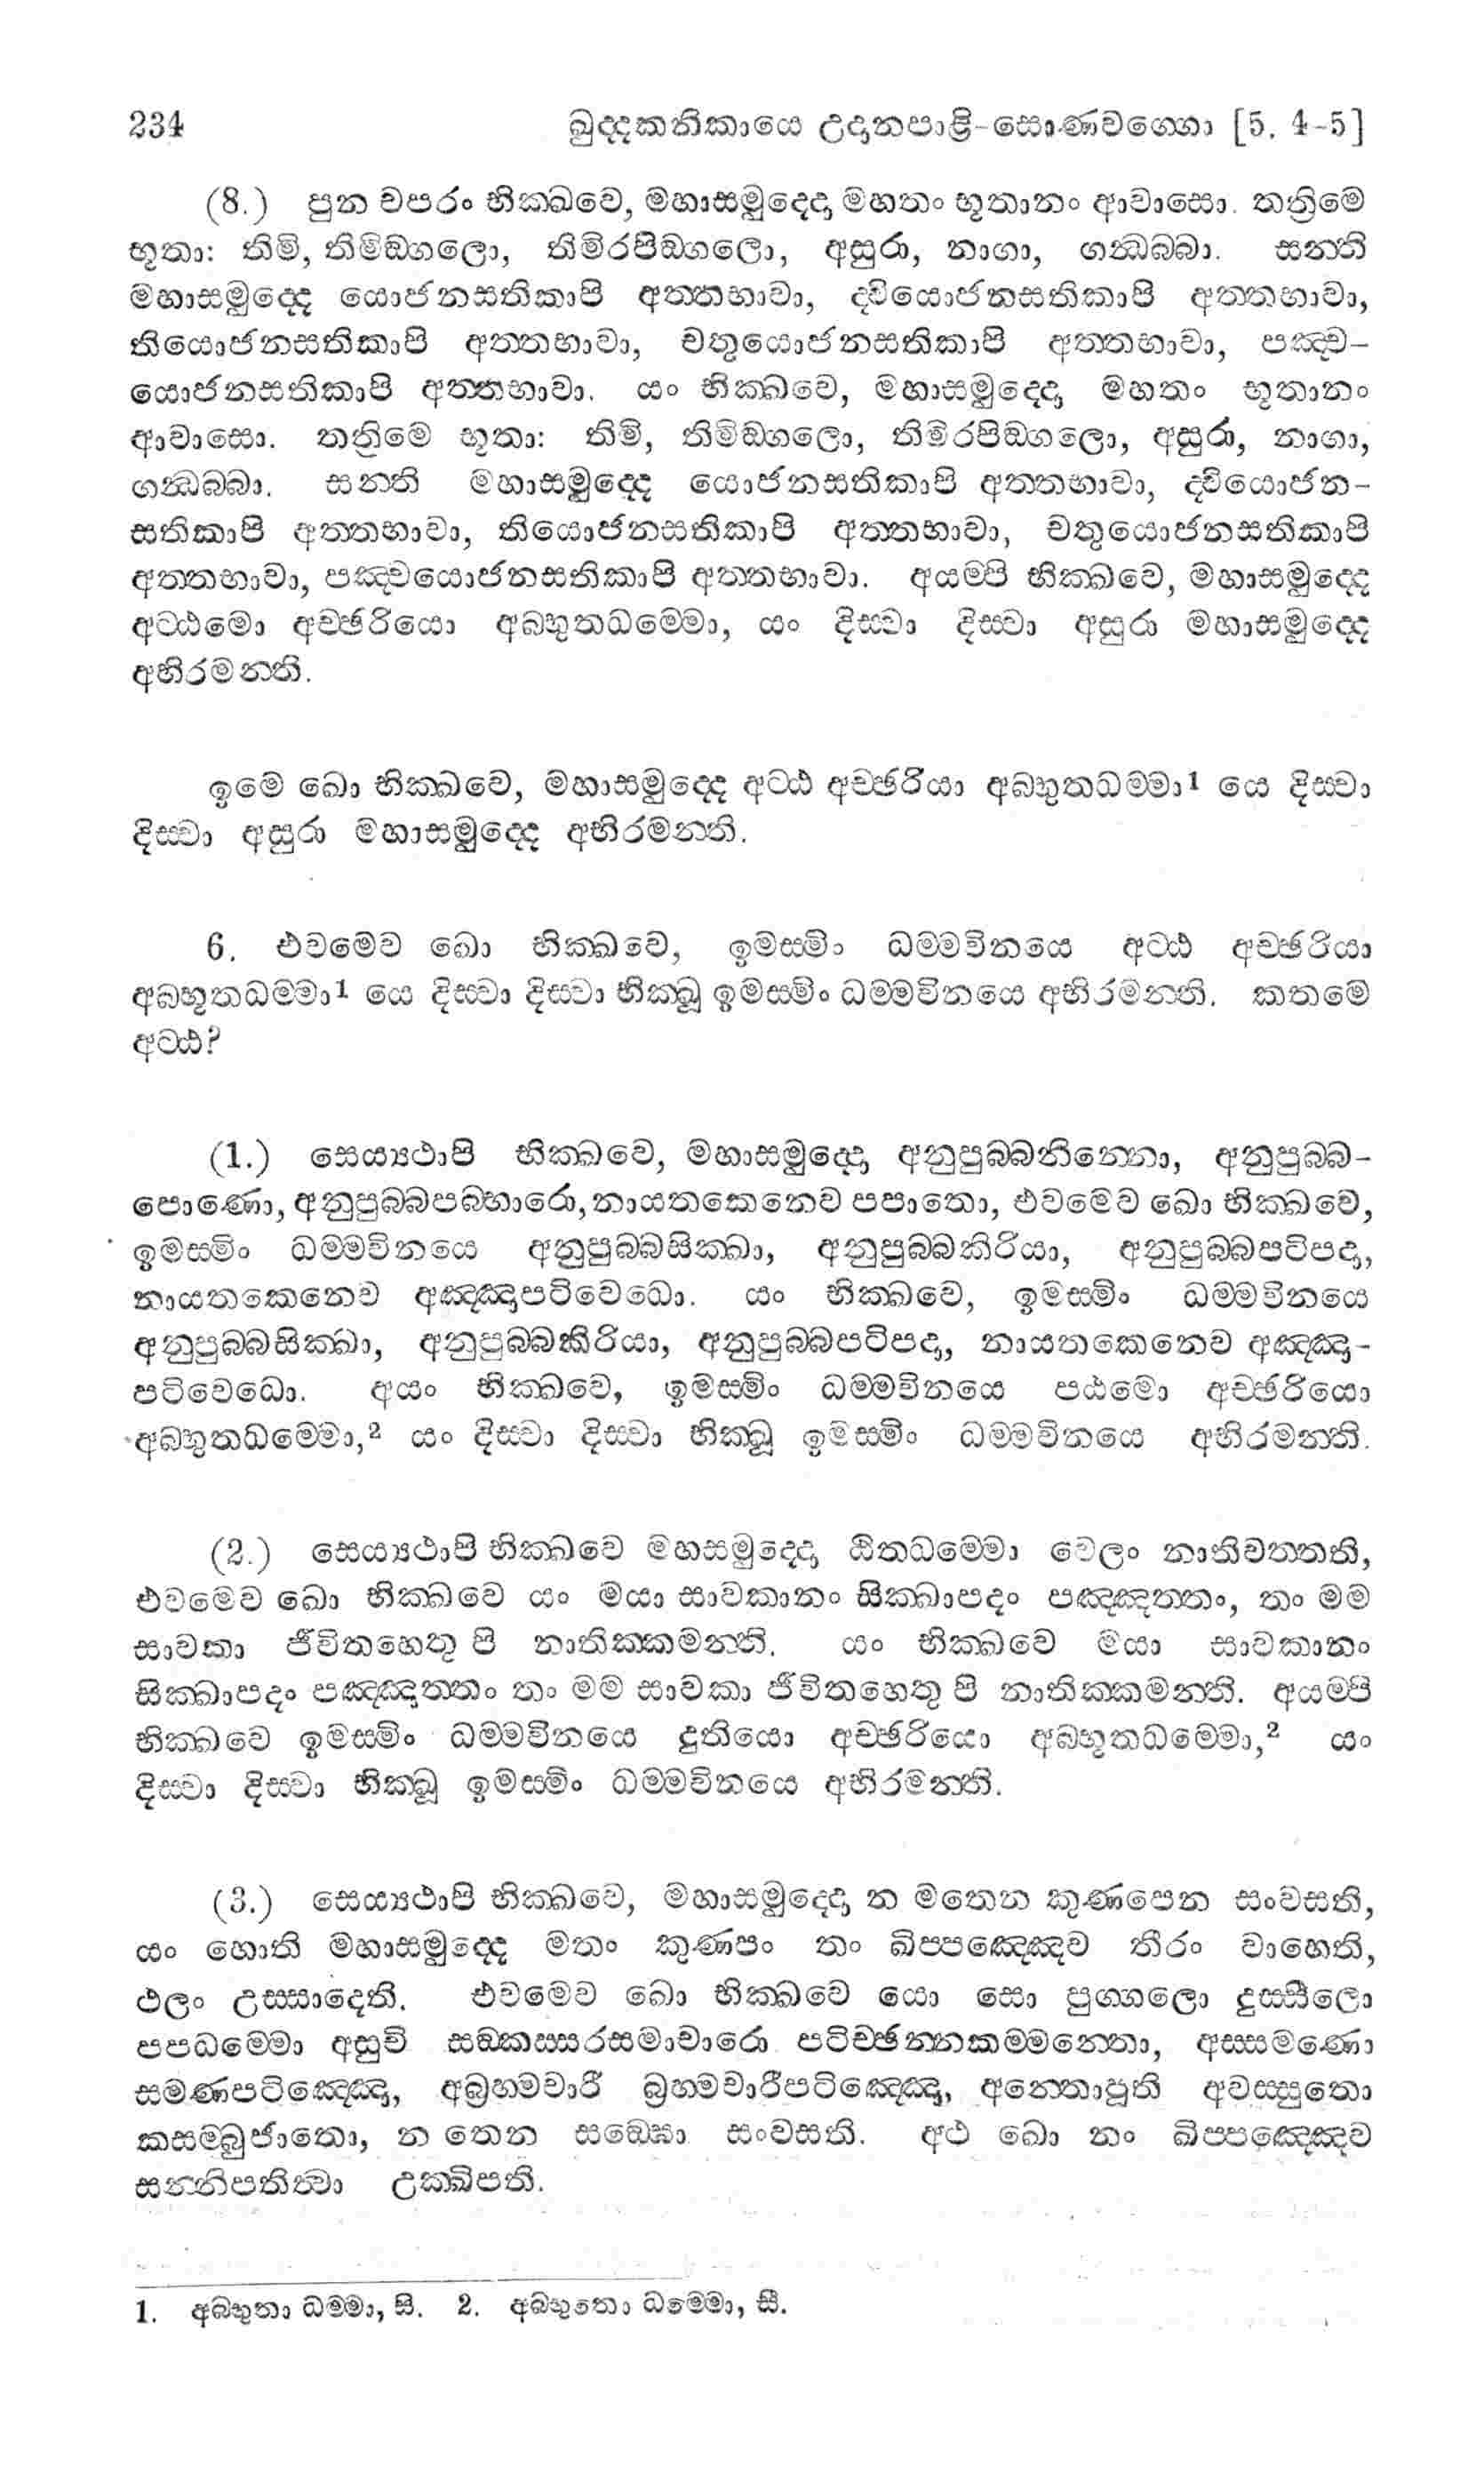 234 ඛුද්දකනිකායෙ උදානපාළි-සොණවග්ගො [5. 4-5]
(8.) පුන චපරං භික්ඛවෙ, මහාසමුද්දො මහතං භූතානං ආවාසො. තත්‍රිමෙ
භූතා: තිමි, තිමිඞ්ගලො, තිමිරපිඞ්ගලො, අසුරා, නාගා, ගන්ධබ්බා. සන්ති
මහාසමුද්දෙ යොජනසතිකාපි අත්තභාවා, ද්වියොජනසතිකාපි අත්තභාවා,
තියොජනසතිකාපි අත්තභාවා, චතුයොජනසතිකාපි අත්තභාවා, පඤ්ච-
යොජනසතිකාපි අත්තභාවා. යං භික්ඛවෙ, මහාසමුද්දො මහතං භූතානං
ආවාසො. තත්‍රිමෙ භූතා: තිමි, තිමිඞ්ගලො, තිමිරපිඞ්ගලො, අසුරා, නාගා,
ගන්ධබ්බා. සන්ති මහාසමුද්දෙ යොජනසතිකාපි අත්තභාවා, ද්වියොජන-
සතිකාපි අත්තභාවා, තියොජනසතිකාපි අත්තභාවා, චතුයොජනසතිකාපි
අත්තභාවා, පඤ්චයොජනසතිකාපි අත්තභාවා. අයම්පි භික්ඛවෙ, මහාසමුද්දෙ
අට්ඨමො අච්ඡරියො අබ්භුතධම්මො, යං දිස්වා දිස්වා අසුරා මහාසමුද්දෙ
අභිරමන්ති.
ඉමෙ ඛො භික්ඛවෙ, මහාසමුද්දෙ අට්ඨ අච්ඡරියා අබ්භුතධම්මා1 යෙ දිස්වා
දිස්වා අසුරා මහාසමුද්දෙ අභිරමන්ති.
6. එවමෙව ඛො භික්ඛවෙ, ඉමස්මිං ධම්මවිනයෙ අට්ඨ අච්ඡරියා
අබ්භූතධම්මා1 යෙ දිස්වා දිස්වා භික්ඛූ ඉමස්මිං ධම්මවිනයෙ අභිරමන්ති. කතමෙ
අට්ඨ?
(1.) සෙය්‍යථාපි භික්ඛවෙ, මහාසමුද්දො, අනුපුබ්බනින්නො, අනුපුබ්බ-
පොණො, අනුපුබ්බපබ්භාරො, නායතකෙනෙව පපාතො, එවමෙව ඛො භික්ඛවෙ,
ඉමස්මිං ධම්මවිනයෙ අනුපුබ්බසික්ඛා, අනුපුබ්බකිරියා, අනුපුබ්බපටිපදා,
නායතකෙනෙව අඤ්ඤාපටිවෙධො. යං භික්ඛවෙ, ඉමස්මිං ධම්මවිනයෙ
අනුපුබ්බසික්ඛා, අනුපුබ්බකිරියා, අනුපුබ්බපටිපදා, නායතකෙනෙව අඤ්ඤා-
පටිවෙධො. අයං භික්ඛවෙ, ඉමස්මිං ධම්මවිනයෙ පඨමො අච්ඡරියො
අබ්භුතධම්මො,2 යං දිස්වා දිස්වා භික්ඛූ ඉමස්මිං ධම්මවිනයෙ අභිරමන්ති.
(2.) සෙය්‍යථාපි භික්ඛවෙ මහසමුද්දො ඨිතධම්මො වෙලං නාතිවත්තති,
එවමෙව ඛො භික්ඛවෙ යං මයා සාවකානං සික්ඛාපදං පඤ්ඤත්තං, තං මම
සාවකා ජීවිතහෙතු පි නාතික්කමන්ති. යං භික්ඛවෙ මයා සාවකානං
සික්ඛාපදං පඤ්ඤාත්තං තං මම සාවකා ජීවිතහෙතු පි නාතික්කමන්ති. අයම්පි
භික්ඛවෙ ඉමස්මිං ධම්මවිනයෙ දුතියො අච්ඡරියො අබ්භූතධම්මො,2 යං
දිස්වා දිස්වා භික්ඛූ ඉමස්මිං ධම්මවිනයෙ අභිරමන්ති.
(3.) සෙය්‍යථාපි භික්ඛවෙ, මහාසමුද්දො න මතෙන කුණපෙන සංවසති,
යං හොති මහාසමුද්දෙ මතං කුණපං තං ඛිප්පඤ්ඤෙව තීරං වාහෙති,
ථලං උස්සාදෙති. එවමෙව ඛො භික්ඛවෙ යො සො පුග්ගලො දුස්සීලො
පපධම්මො අසුචි සඞ්කස්සරසමාචාරො පටිච්ඡන්නකම්මන්තො, අස්සමණො
සමණපටිඤ්ඤො, අබ්‍රහ්මචාරී බ්‍රහ්මචාරීපටිඤ්ඤො, අන්තොපූති අවස්සුතො
කසම්බුජාතො, න තෙන සඞ්ඝො සංවසති. අථ ඛො නං ඛිප්පඤ්ඤෙව
සන්නිපතිත්වා උක්ඛිපති.
1. අබ්භුතා ධම්මා, සි. 2. අබ්භුතො ධම්මො, සී.